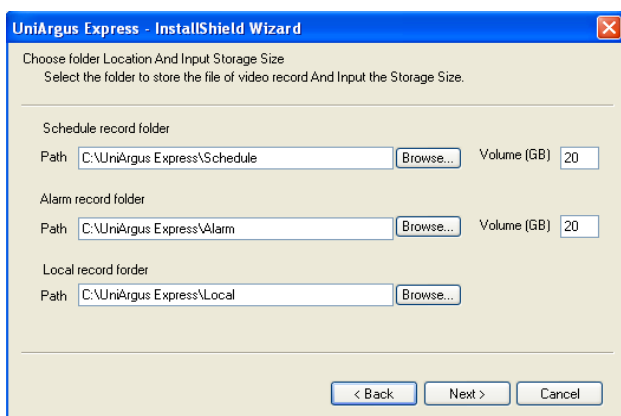 UniArgus Express - InstallShield Wizard
Choose folder Location And Input Storage Size
Select the folder to store the file of video record And Input the Storage Size.
Schedule record folder
Path C:\UniArgus Express\Schedule Browse... Volume (GB) 20
Alarm record folder
Path C:\UniArgus Express\Alarm Browse... Volume (GB) 20
Local record forder
Path C:\UniArgus Express\Local Browse...
< Back Next > Cancel